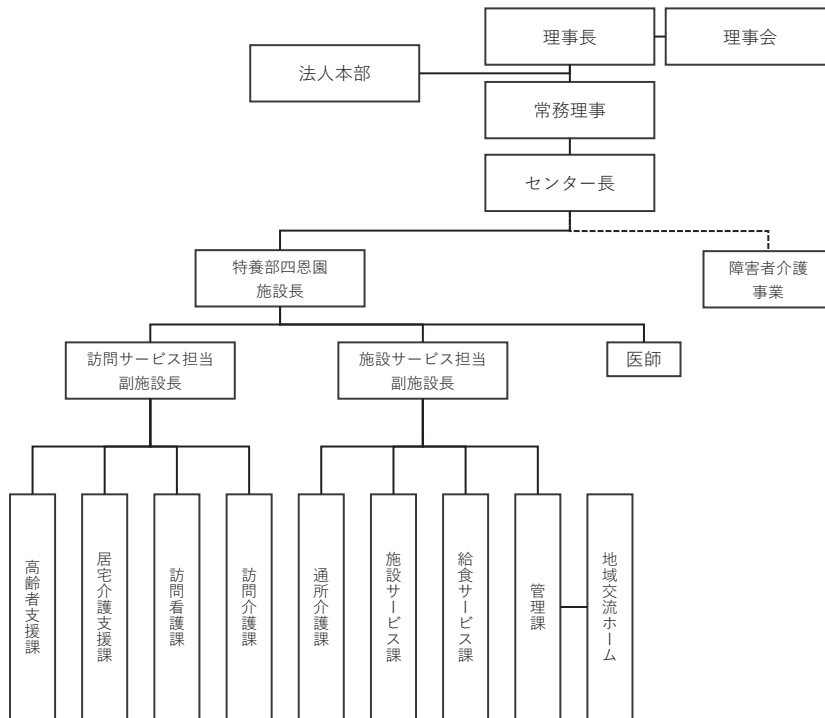 理事長
理事会
法人本部
常務理事
センター長
特養部四恩園
施設長
障害者介護
事業
訪問サービス担当
副施設長
施設サービス担当
副施設長
医師
高齢者支援課
居宅介護支援課
訪問看護課
訪問介護課
通所介護課
施設サービス課
給食サービス課
管理課
地域交流ホーム